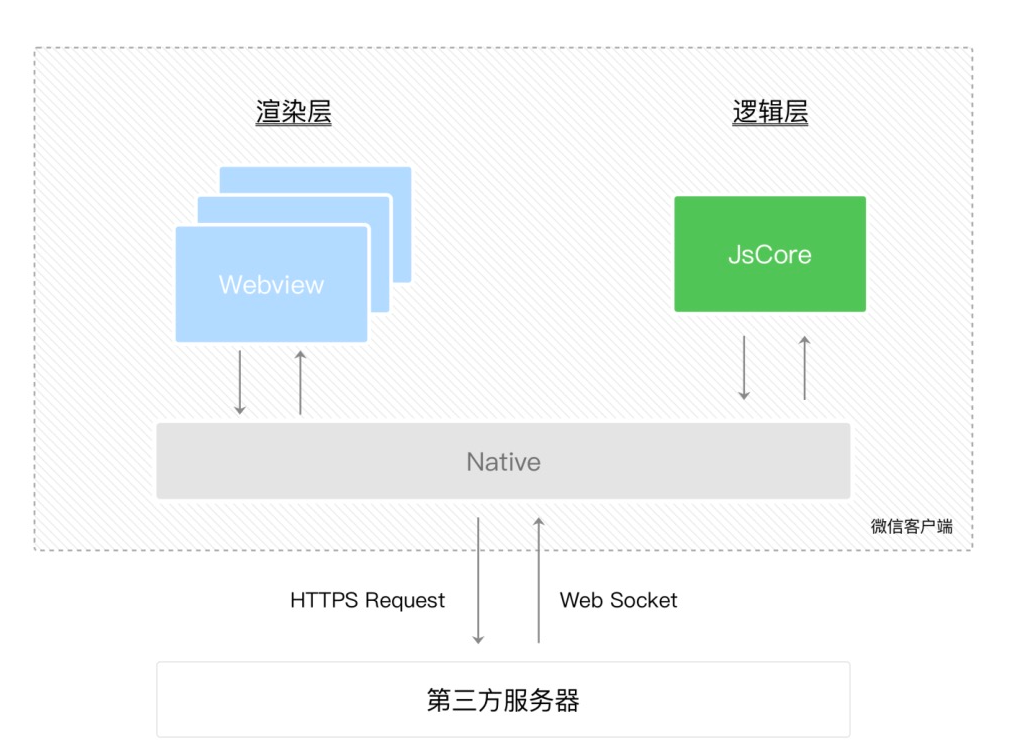 渲染层
逻辑层
Webview
JsCore
Native
微信客户端
HTTPS Request
Web Socket
第三方服务器